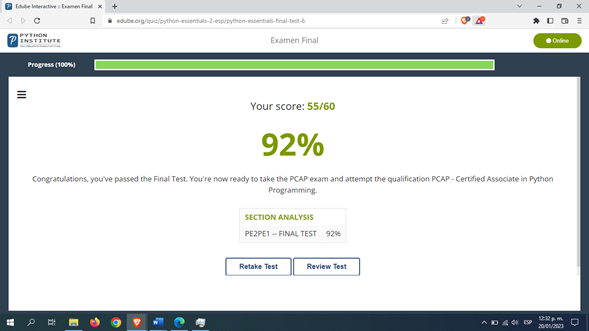 Edube Interactive :: Examen Final
edube.org/quiz/python-essentials-2-esp/python-essentials-final-test-6
PYTHON
INSTITUTE
Examen Final
Online
Progress (100%)
Your score: 55/60
92%
Congratulations, you've passed the Final Test. You're now ready to take the PCAP exam and attempt the qualification PCAP - Certified Associate in Python
Programming.
SECTION ANALYSIS
PE2PE1 -- FINAL TEST 92%
Retake Test Review Test
ESP
12:32 p. m.
20/01/2023